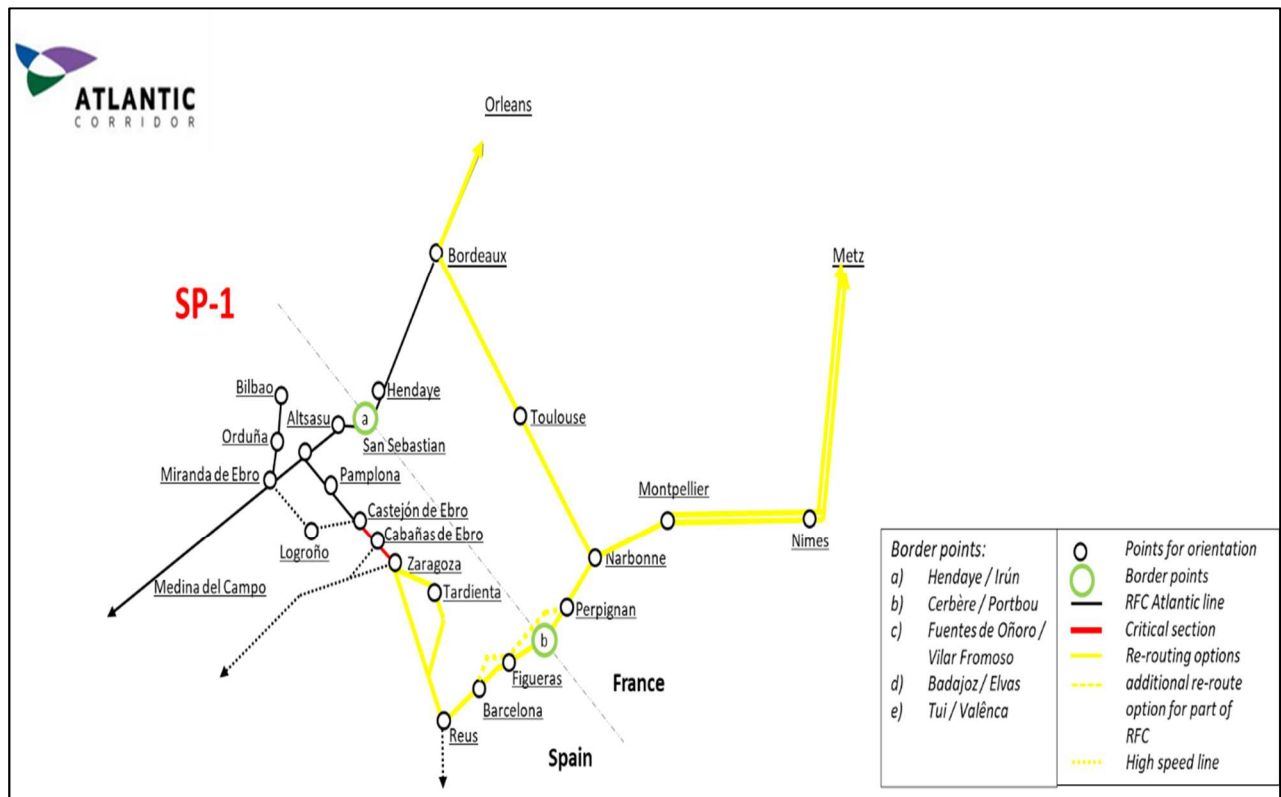 ATLANTIC
CORRIDOR
Orleans
Bordeaux
Metz
SP-1
Hendaye
Bilbao
a
Altsasu
Toulouse
Orduña
San Sebastian
Miranda de Ebro
Pamplona
Montpellier
Castejón de Ebro
Cabañas de Ebro
Logroño
Nimes
Narbonne
Zaragoza
Medina del Campo
Tardienta
Perpignan
b
Figueras
France
Barcelona
Reus
Spain
Border points:
a) Hendaye / Irún
b) Cerbère / Portbou
c) Fuentes de Oñoro /
Vilar Fromoso
d) Badajoz / Elvas
e) Tui / Valênca
Points for orientation
Border points
RFC Atlantic line
Critical section
Re-routing options
additional re-route
option for part of
RFC
High speed line